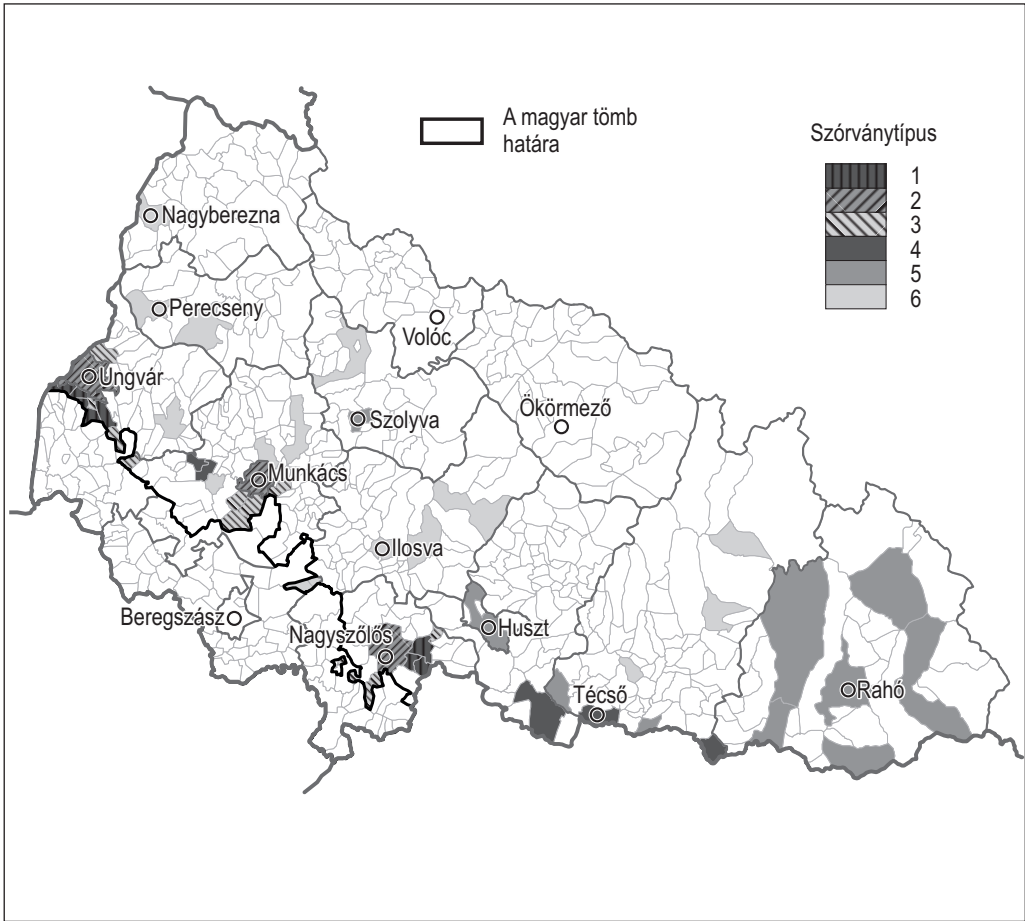 A magyar tömb
határa
Szórványtípus
1
2
3
4
5
6
Nagyberezna
Perecseny
Volóc
Ungvár
Szolyva
Ökörmező
Munkács
Ilosva
Beregszász
Nagyszőlős
Huszt
Técső
Rahó